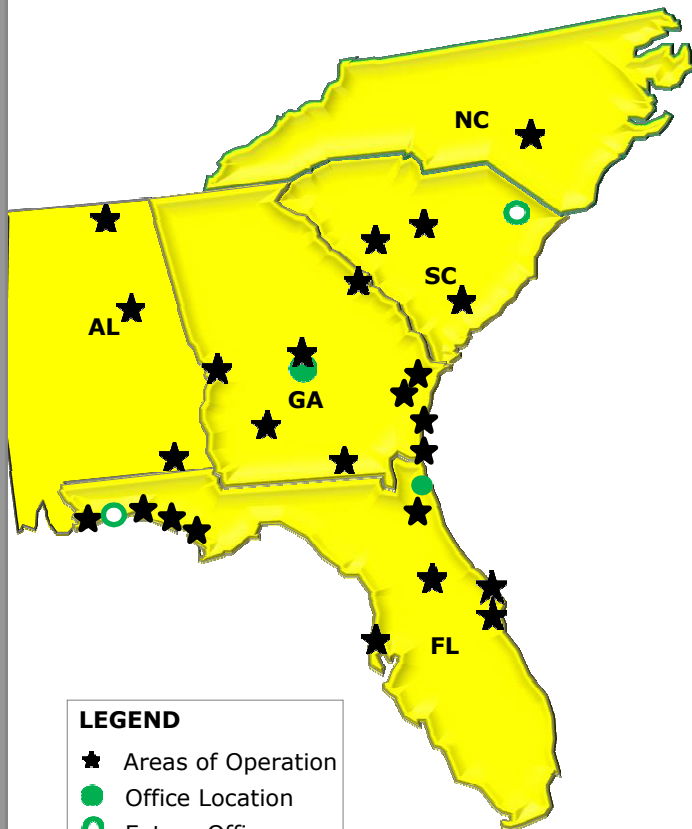 NC
SC
AL
GA
FL
LEGEND
Areas of Operation
Office Location